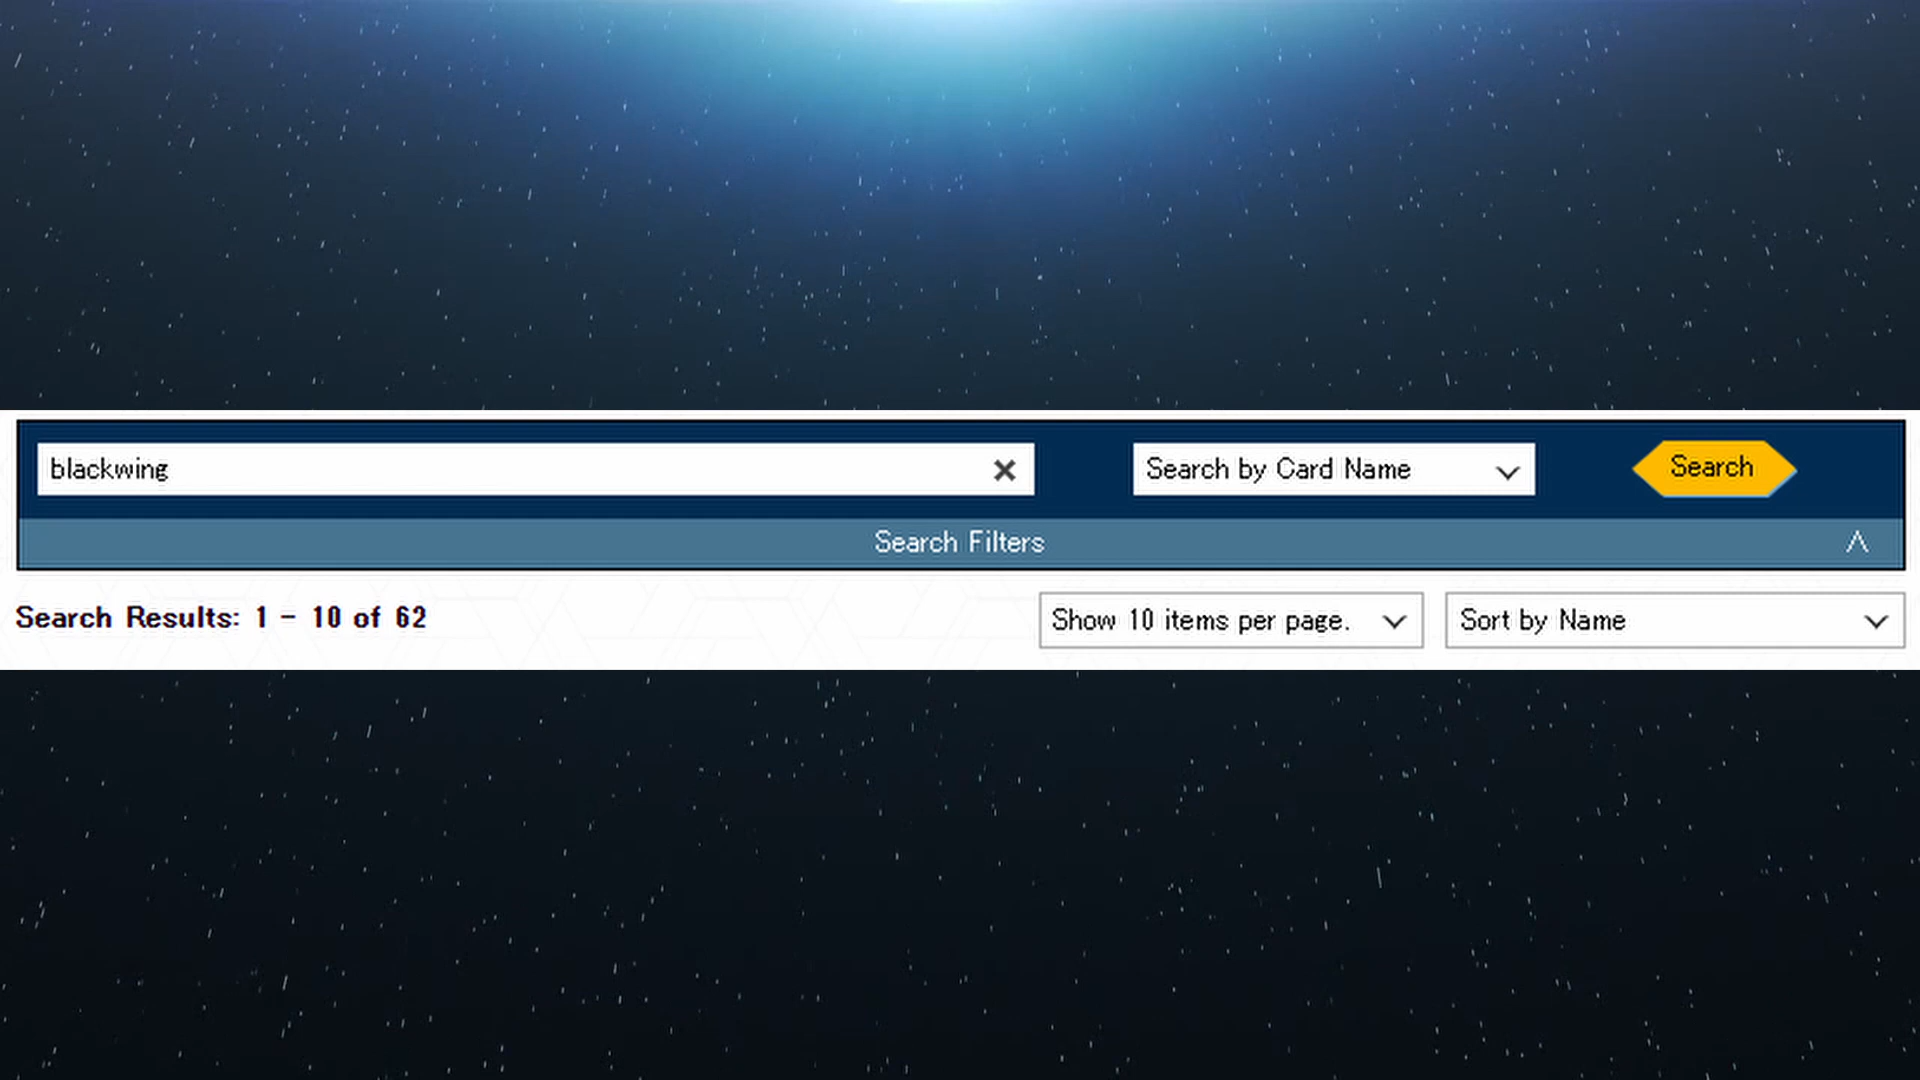 blackwing
Search by Card Name
Search
Search Filters
Search Results: 1 - 10 of 62
Show 10 items per page.
Sort by Name